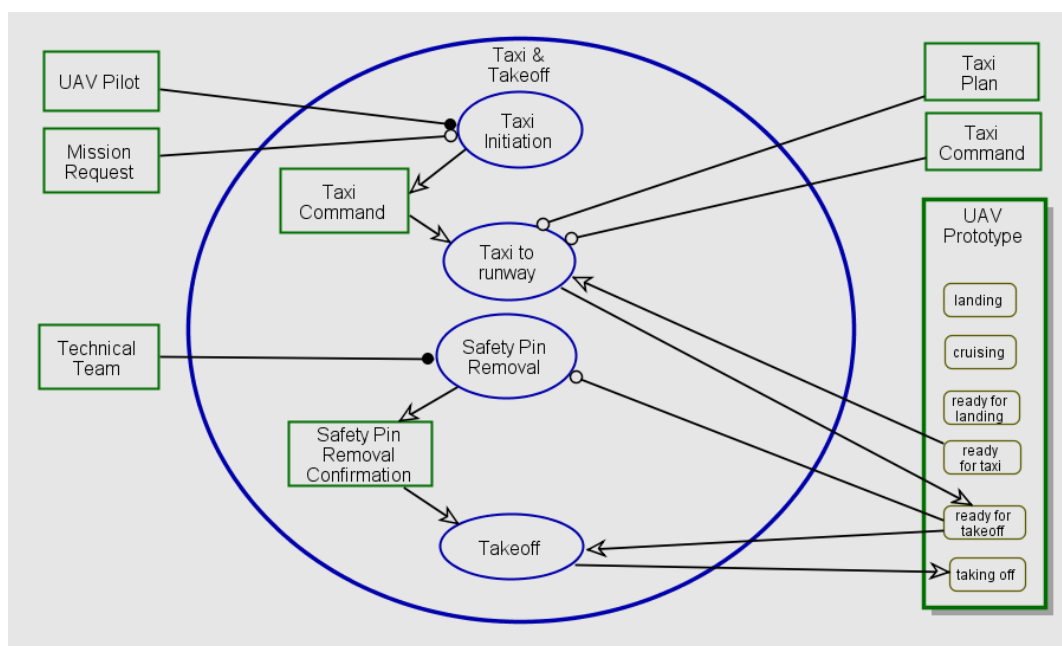 Taxi &
Takeoff
UAV Pilot
Mission
Request
Taxi
Initiation
Taxi
Plan
Taxi
Command
Taxi
Command
Taxi to
runway
UAV
Prototype
landing
cruising
ready for
landing
ready
for taxi
ready for
takeoff
taking off
Technical
Team
Safety Pin
Removal
Safety Pin
Removal
Confirmation
Takeoff